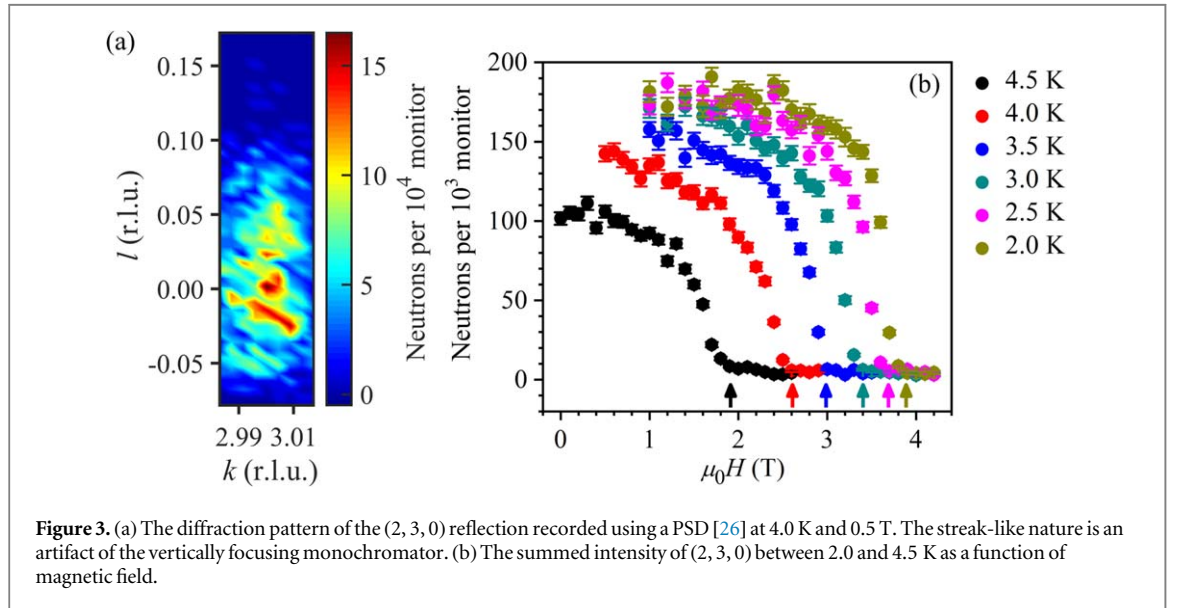 (a)
0.15
0.10
0.05
0.00
-0.05
l (r.l.u.)
2.99 3.01
k (r.l.u.)
15
10
5
0
Neutrons per 10⁴ monitor
Neutrons per 10³ monitor
200
150
100
50
0
(b)
0 1 2 3 4
μ₀H (T)
4.5 K
4.0 K
3.5 K
3.0 K
2.5 K
2.0 K
Figure 3. (a) The diffraction pattern of the (2, 3, 0) reflection recorded using a PSD [26] at 4.0 K and 0.5 T. The streak-like nature is an
artifact of the vertically focusing monochromator. (b) The summed intensity of (2, 3, 0) between 2.0 and 4.5 K as a function of
magnetic field.